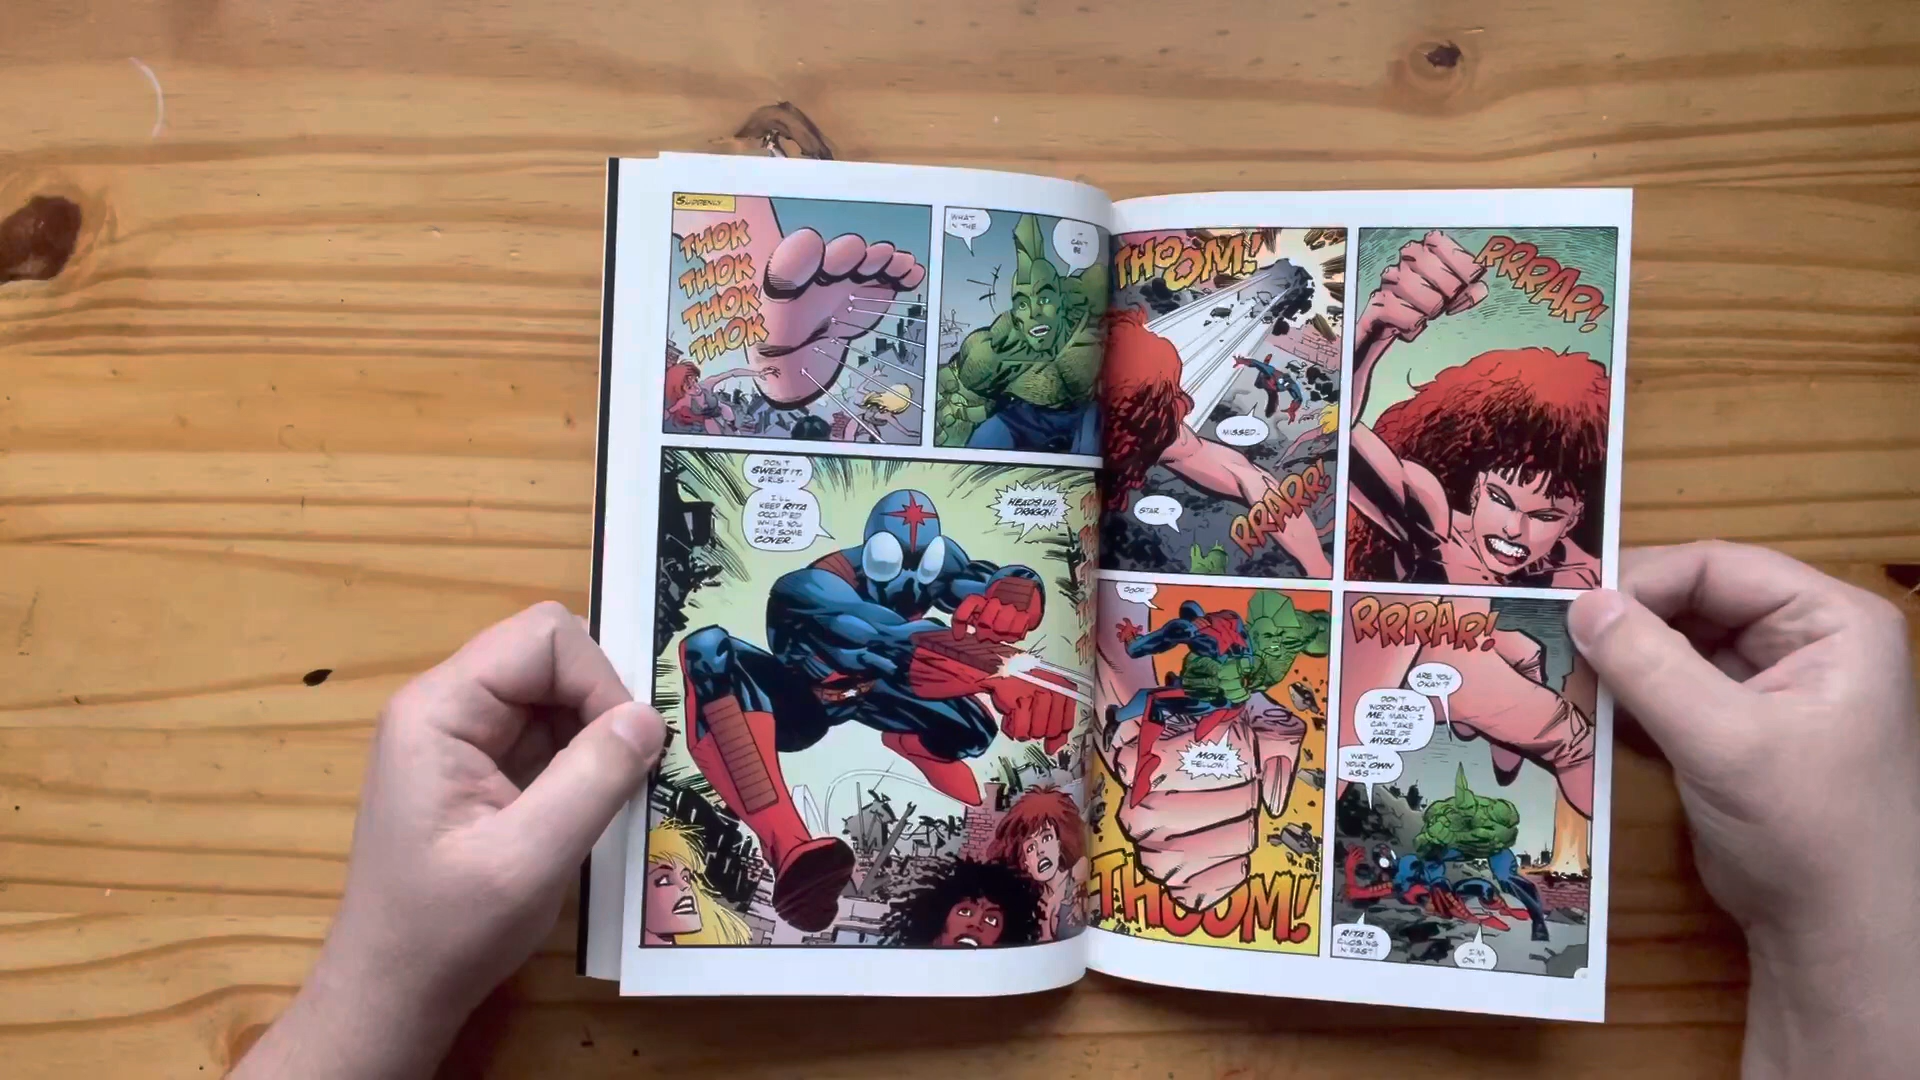 SUDDENLY...
THOK
THOK
THOK
THOK
WHAT
IN THE...
IT
CAN'T
BE
DON'T
SWEAT IT,
GIRLS--
I'LL
KEEP RITA
OCCUPIED
WHILE YOU
FIND SOME
COVER.
HEADS UP,
DRAGON!
THOOM!
MISSED..
STAR...?
RRARR!
RRRAR!
OOOF!
MOVE,
FELLOW!
THOOM!
RRRAR!
ARE YOU
OKAY?
DON'T
WORRY ABOUT
ME, MAN--I
CAN TAKE
CARE OF
MYSELF.
WATCH
YOUR OWN
ASS--
RITA'S
CLOSING
IN FAST!
I'M
ON IT